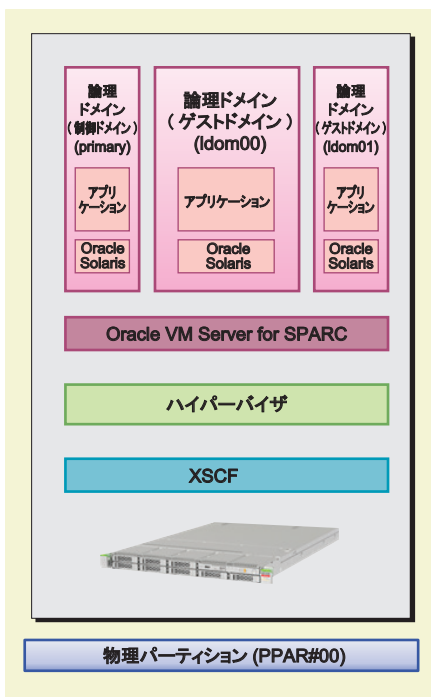 論理
ドメイン
(制御ドメイン)
(primary)
アプリ
ケーション
Oracle
Solaris
論理ドメイン
(ゲストドメイン)
(ldom00)
アプリケーション
Oracle
Solaris
論理
ドメイン
(ゲストドメイン)
(ldom01)
アプリ
ケーション
Oracle
Solaris
Oracle VM Server for SPARC
ハイパーバイザ
XSCF
物理パーティション (PPAR#00)